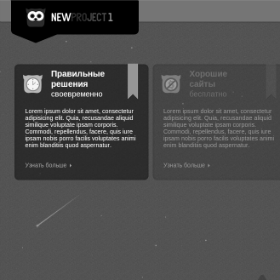 NEWPROJECT1
Правильные
решения
своевременно
Lorem ipsum dolor sit amet, consectetur
adipisicing elit. Quia, recusandae aliquid
similique voluptate ipsam corporis.
Commodi, repellendus, facere, quis iure
ipsam nobis porro facilis voluptates animi
enim blanditiis quod aspernatur.
Узнать больше
Хорошие
сайты
бесплатно
Lorem ipsum dolor sit amet, consectetur
adipisicing elit. Quia, recusandae aliquid
similique voluptate ipsam corporis.
Commodi, repellendus, facere, quis iure
ipsam nobis porro facilis voluptates animi
enim blanditiis quod aspernatur.
Узнать больше